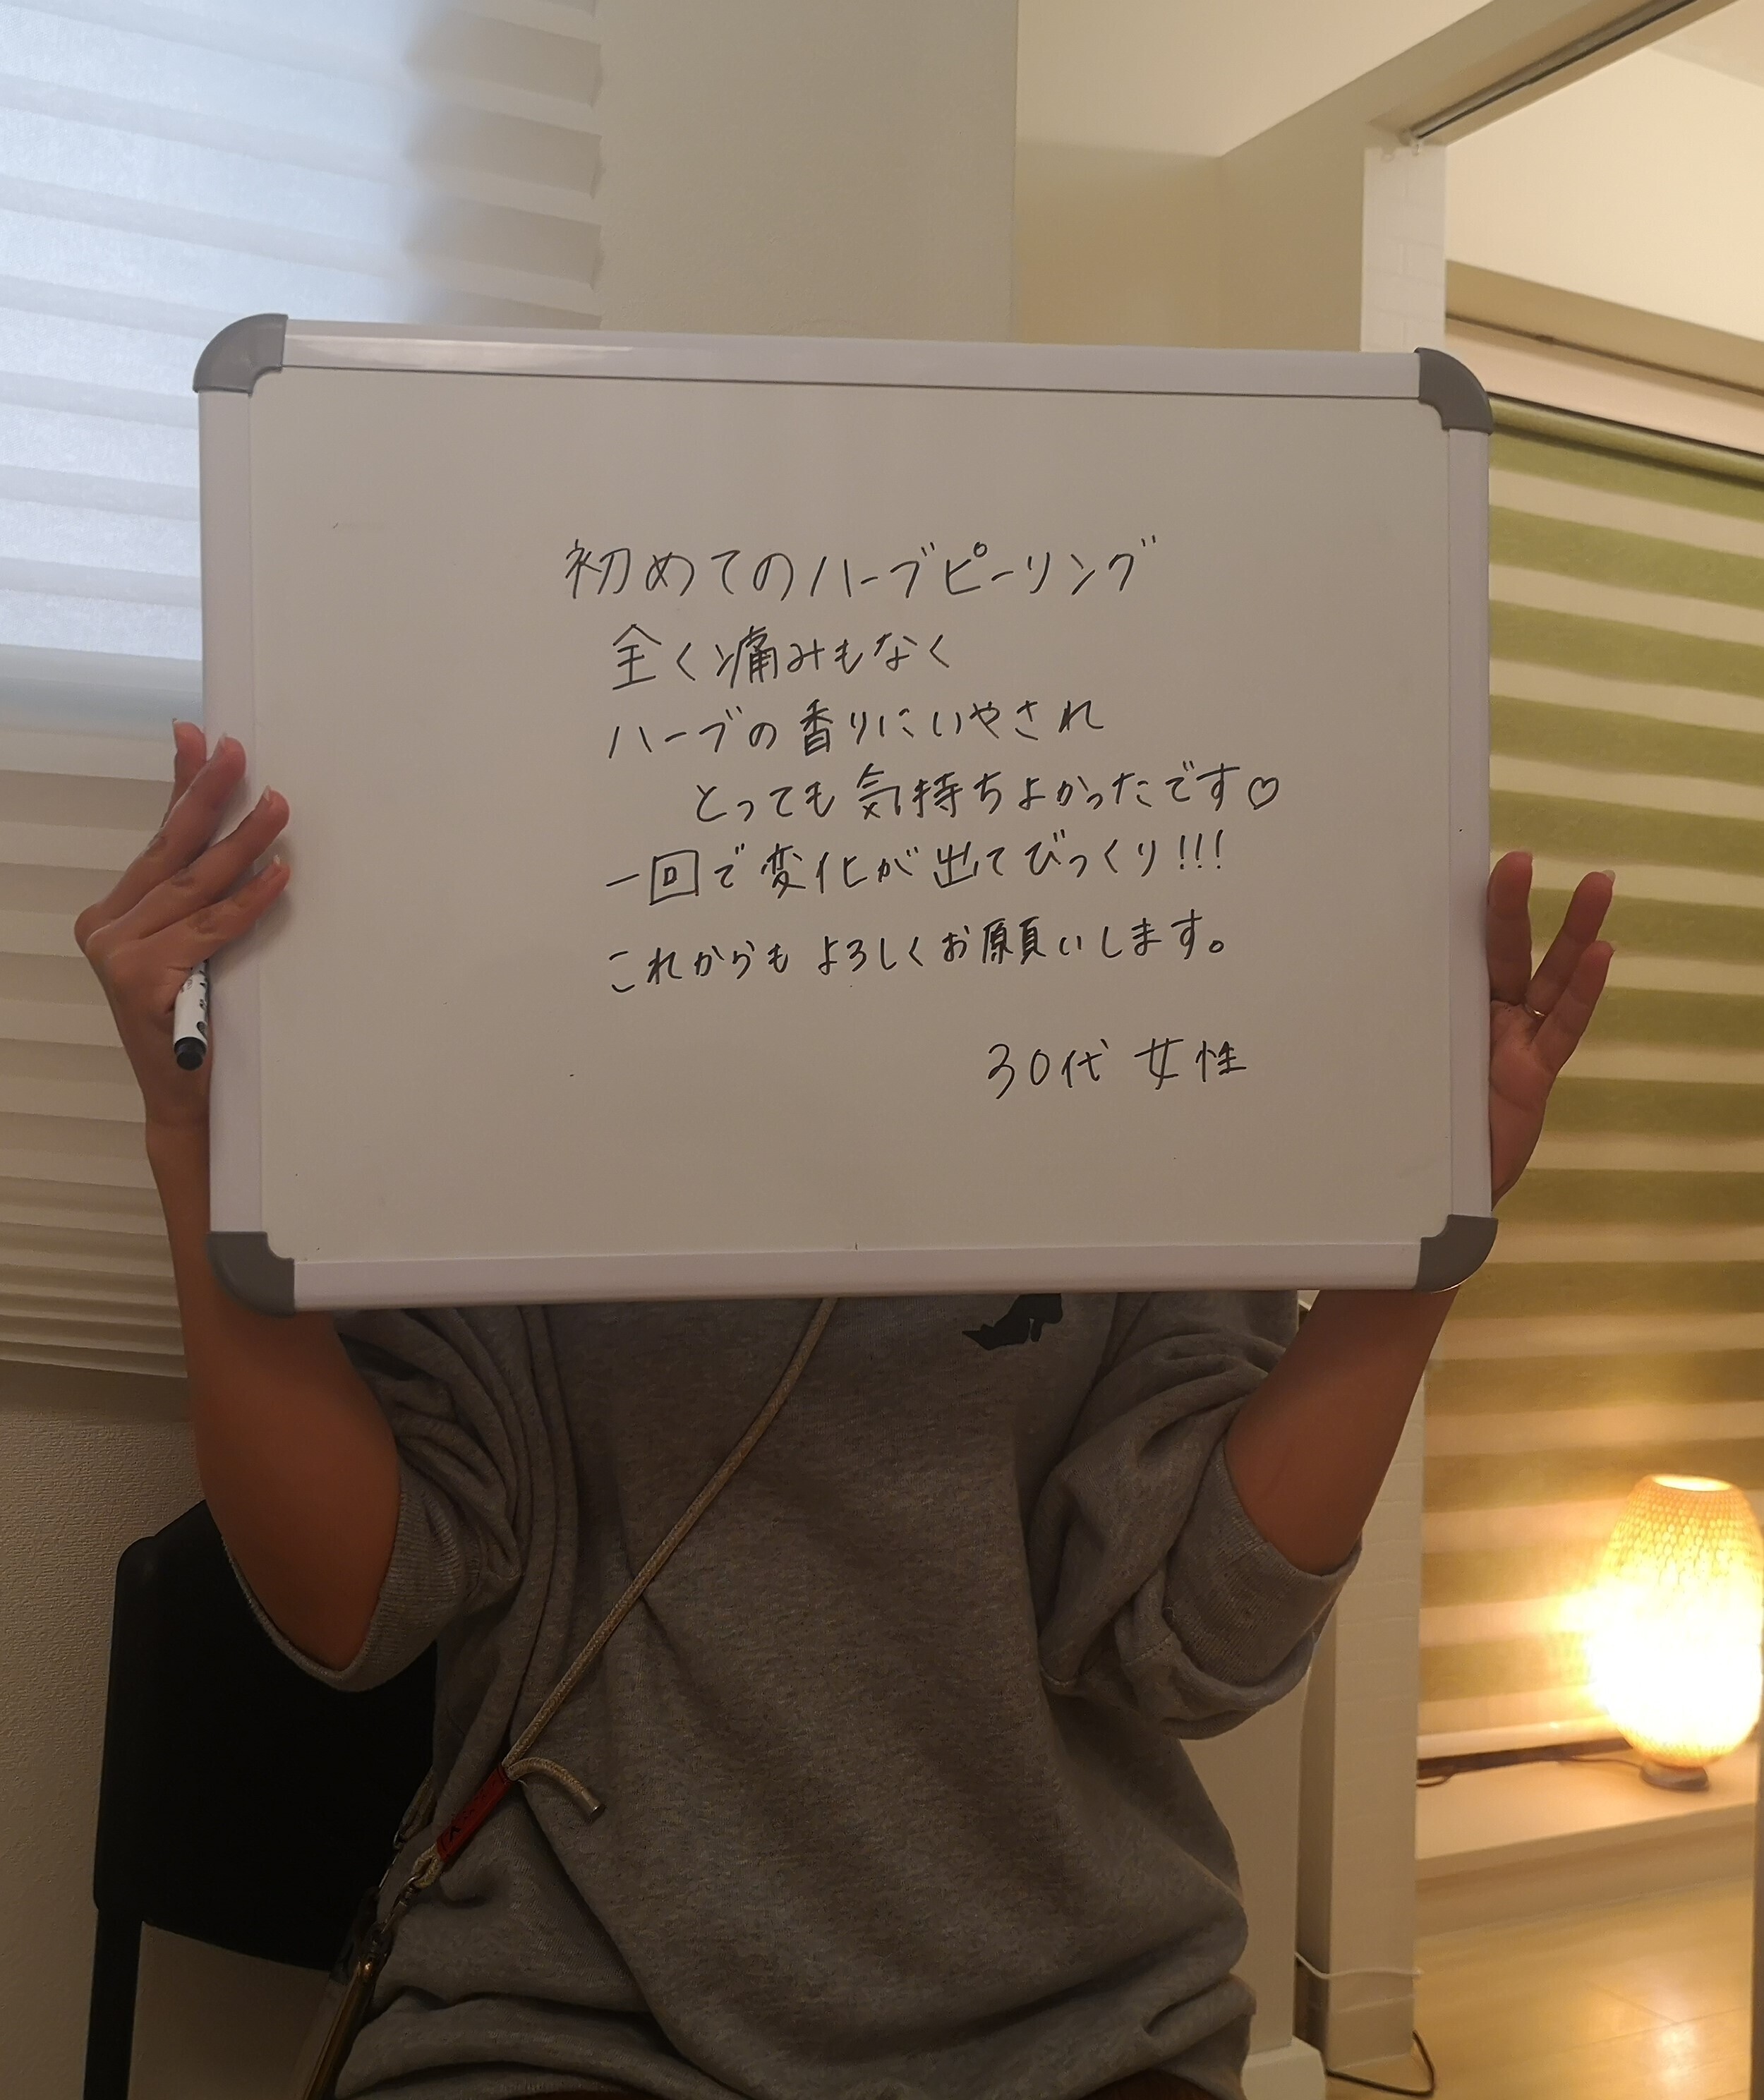 初めてのハーブピーリング
全く痛みもなく
ハーブの香りにいやされ
とっても気持ちよかったです♡
一回で変化が出てびっくり!!!
これからもよろしくお願いします。
30代 女性